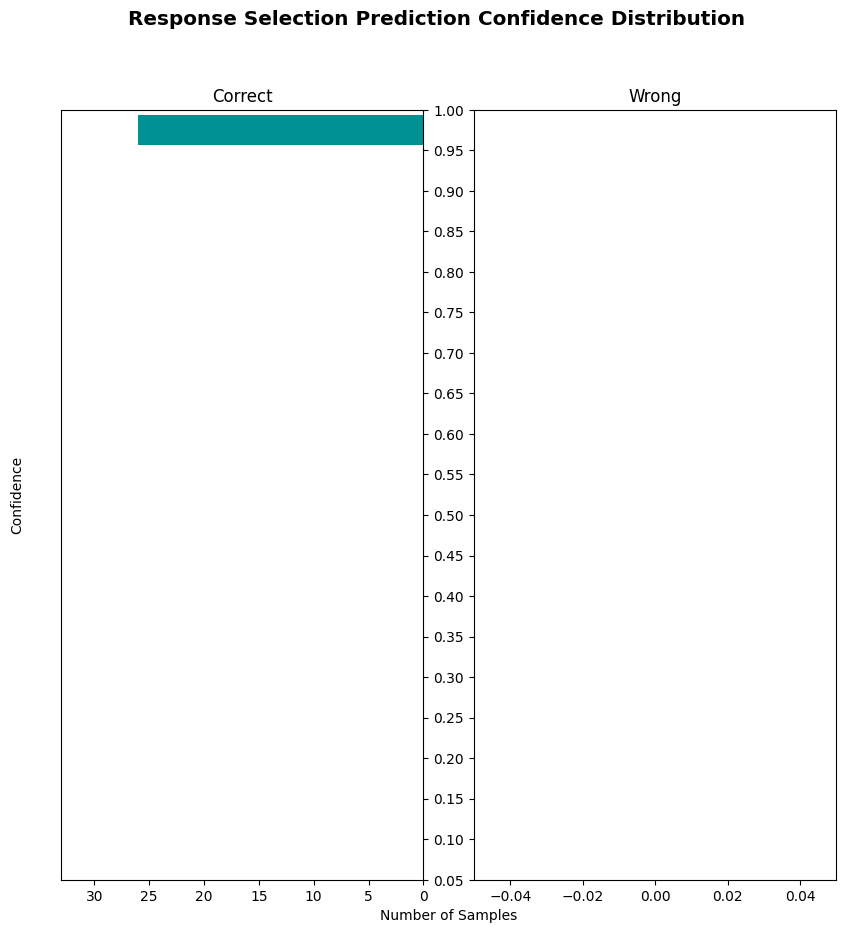 Response Selection Prediction Confidence Distribution
Correct
Wrong
Confidence
1.00
0.95
0.90
0.85
0.80
0.75
0.70
0.65
0.60
0.55
0.50
0.45
0.40
0.35
0.30
0.25
0.20
0.15
0.10
0.05
30 25 20 15 10 5 0
−0.04 −0.02 0.00 0.02 0.04
Number of Samples